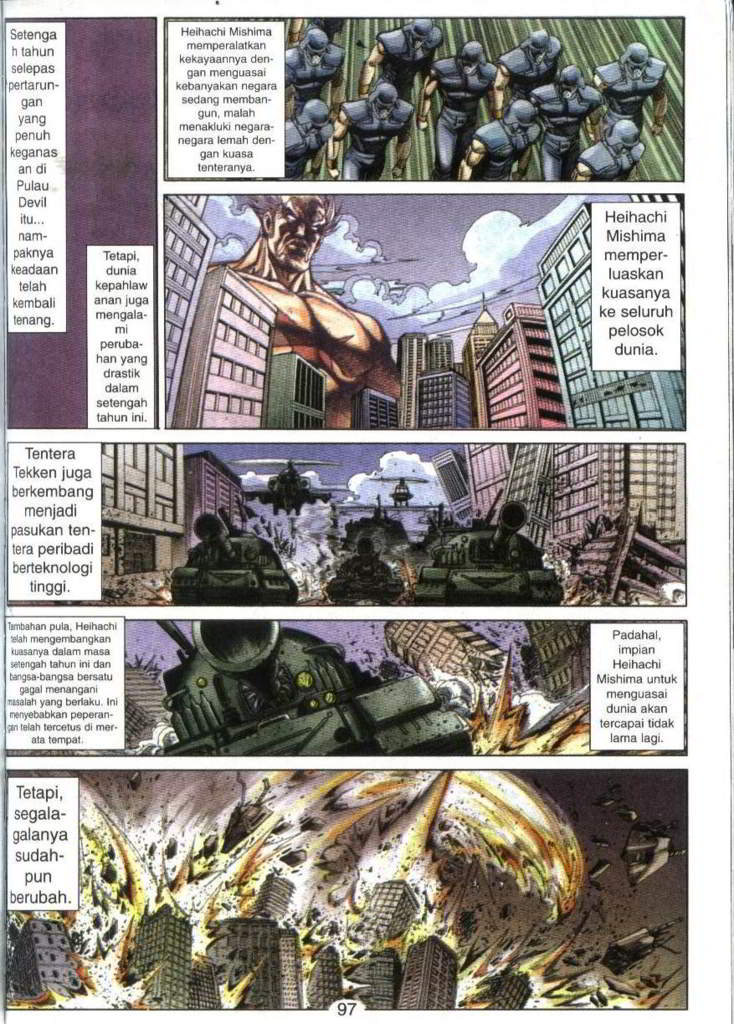 Setenga
h tahun
selepas
pertarun-
gan
yang
penuh
keganas
an di
Pulau
Devil
itu...
nam-
paknya
keadaan
telah
kembali
tenang.
Tetapi,
dunia
kepahlaw
anan juga
mengala-
mi
peruba-
han yang
drastik
dalam
setengah
tahun ini.
Heihachi Mishima
memperalatkan
kekayaannya den-
gan menguasai
kebanyakan negara
sedang memban-
gun, malah
menakluki negara-
negara lemah den-
gan kuasa
tenteranya.
Heihachi
Mishima
memper-
luaskan
kuasanya
ke seluruh
pelosok
dunia.
Tentera
Tekken juga
berkembang
menjadi
pasukan ten-
tera peribadi
berteknologi
tinggi.
Tambahan pula, Heihachi
telah mengembangkan
kuasanya dalam masa
setengah tahun ini dan
bangsa-bangsa bersatu
gagal menangani
masalah yang berlaku. Ini
menyebabkan peperan-
gan telah tercetus di mer-
ata tempat.
Padahal,
impian
Heihachi
Mishima untuk
menguasai
dunia akan
tercapai tidak
lama lagi.
Tetapi,
segala-
galanya
sudah-
pun
berubah.
97